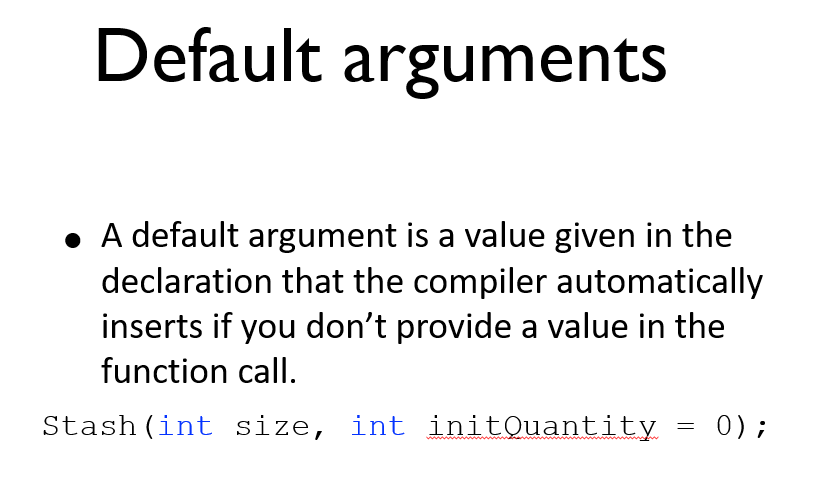 Default arguments
• A default argument is a value given in the
declaration that the compiler automatically
inserts if you don’t provide a value in the
function call.
Stash(int size, int initQuantity = 0);